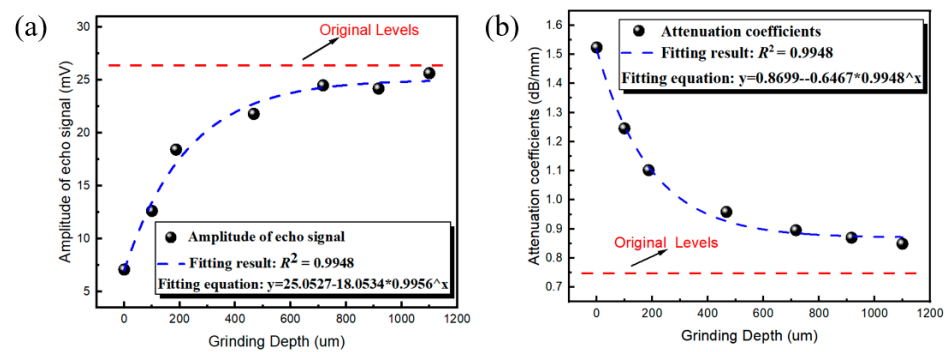 (a)
Original Levels
Amplitude of echo signal (mV)
30
25
20
15
10
5
Amplitude of echo signal
Fitting result: R² = 0.9948
Fitting equation: y=25.0527-18.0534*0.9956^x
0 200 400 600 800 1000 1200
Grinding Depth (um)
(b)
Attenuation coefficients (dB/mm)
1.6
1.5
1.4
1.3
1.2
1.1
1.0
0.9
0.8
0.7
Attenuation coefficients
Fitting result: R² = 0.9948
Fitting equation: y=0.8699--0.6467*0.9948^x
Original Levels
0 200 400 600 800 1000 1200
Grinding Depth (um)